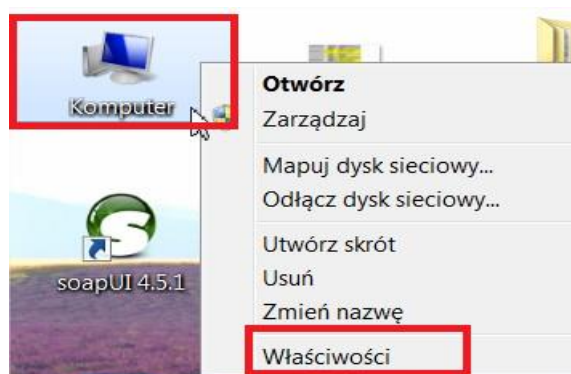 Komputer
Otwórz
Zarządzaj
Mapuj dysk sieciowy...
Odłącz dysk sieciowy...
Utwórz skrót
Usuń
Zmień nazwę
Właściwości
soapUI 4.5.1